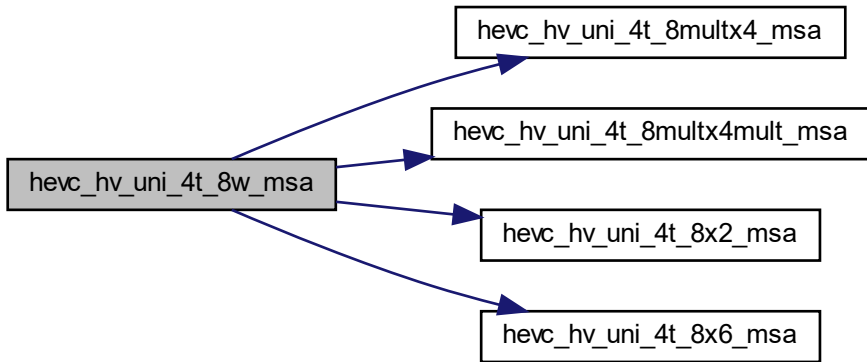 hevc_hv_uni_4t_8multx4_msa
hevc_hv_uni_4t_8multx4mult_msa
hevc_hv_uni_4t_8w_msa
hevc_hv_uni_4t_8x2_msa
hevc_hv_uni_4t_8x6_msa